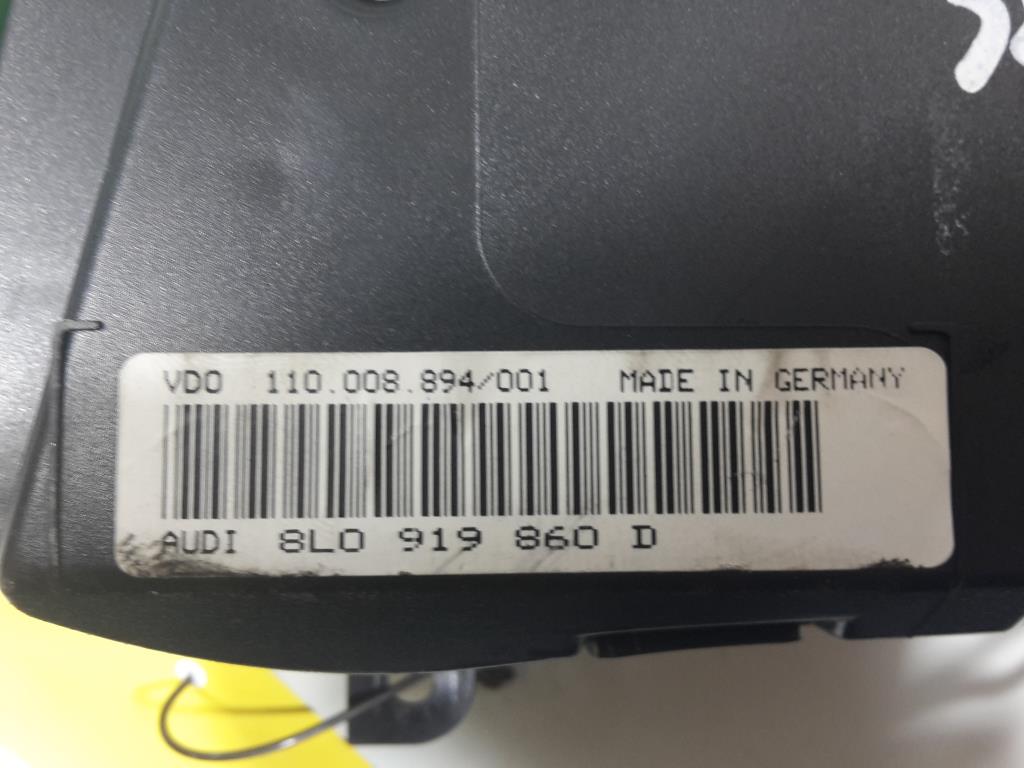 VDO 110.008.894/001 MADE IN GERMANY
AUDI 8L0 919 860 D